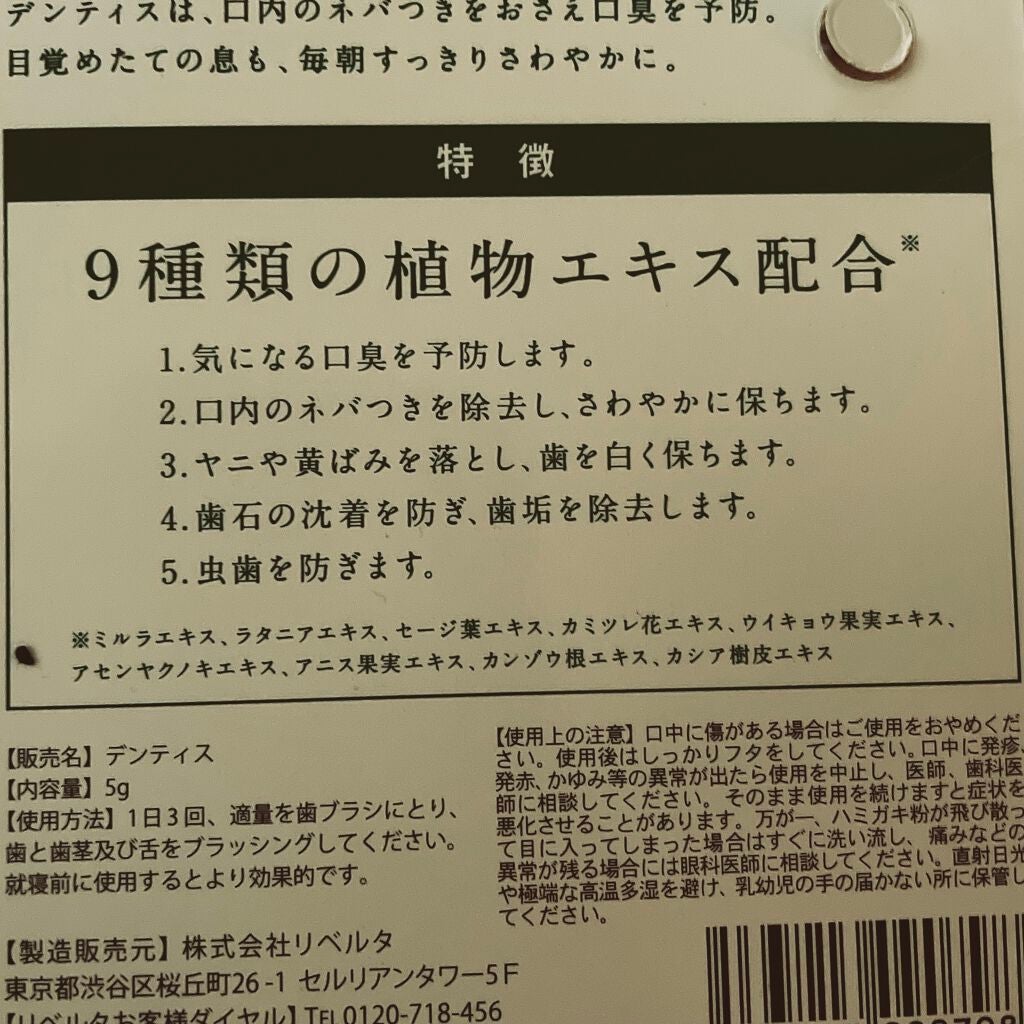 デンティスは、口内のネバつきをおさえ口臭を予防。
目覚めたての息も、毎朝すっきりさわやかに。
特 徴
9種類の植物エキス配合※
1.気になる口臭を予防します。
2.口内のネバつきを除去し、さわやかに保ちます。
3.ヤニや黄ばみを落とし、歯を白く保ちます。
4.歯石の沈着を防ぎ、歯垢を除去します。
5.虫歯を防ぎます。
※ミルラエキス、ラタニアエキス、セージ葉エキス、カミツレ花エキス、ウイキョウ果実エキス、
アセンヤクノキエキス、アニス果実エキス、カンゾウ根エキス、カシア樹皮エキス
【販売名】デンティス
【内容量】5g
【使用方法】1日3回、適量を歯ブラシにとり、
歯と歯茎及び舌をブラッシングしてください。
就寝前に使用するとより効果的です。
【使用上の注意】口中に傷がある場合はご使用をおやめくだ
さい。使用後はしっかりフタをしてください。口中に発疹、
発赤、かゆみ等の異常が出たら使用を中止し、医師、歯科医
師に相談してください。そのまま使用を続けますと症状を
悪化させることがあります。万が一、ハミガキ粉が飛び散っ
て目に入ってしまった場合はすぐに洗い流し、痛みなどの
異常が残る場合には眼科医師に相談してください。直射日光
や極端な高温多湿を避け、乳幼児の手の届かない所に保管し
てください。
【製造販売元】株式会社リベルタ
東京都渋谷区桜丘町26-1 セルリアンタワー5F
【リベルタお客様ダイヤル】TEL0120-718-456